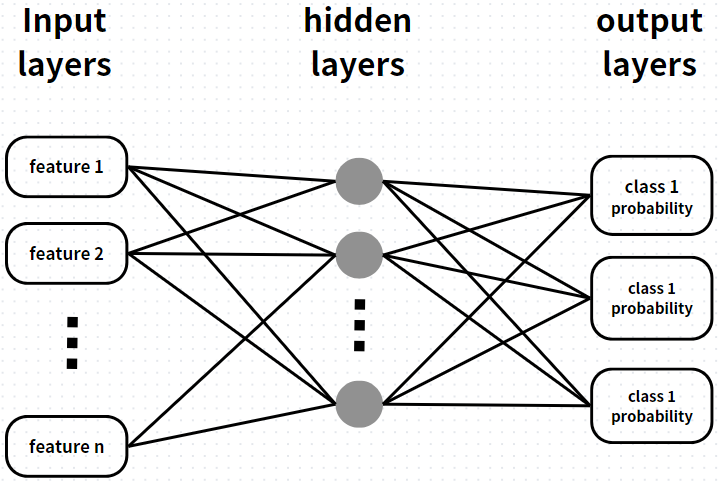 Input
layers
hidden
layers
output
layers
feature 1
feature 2
feature n
class 1
probability
class 1
probability
class 1
probability